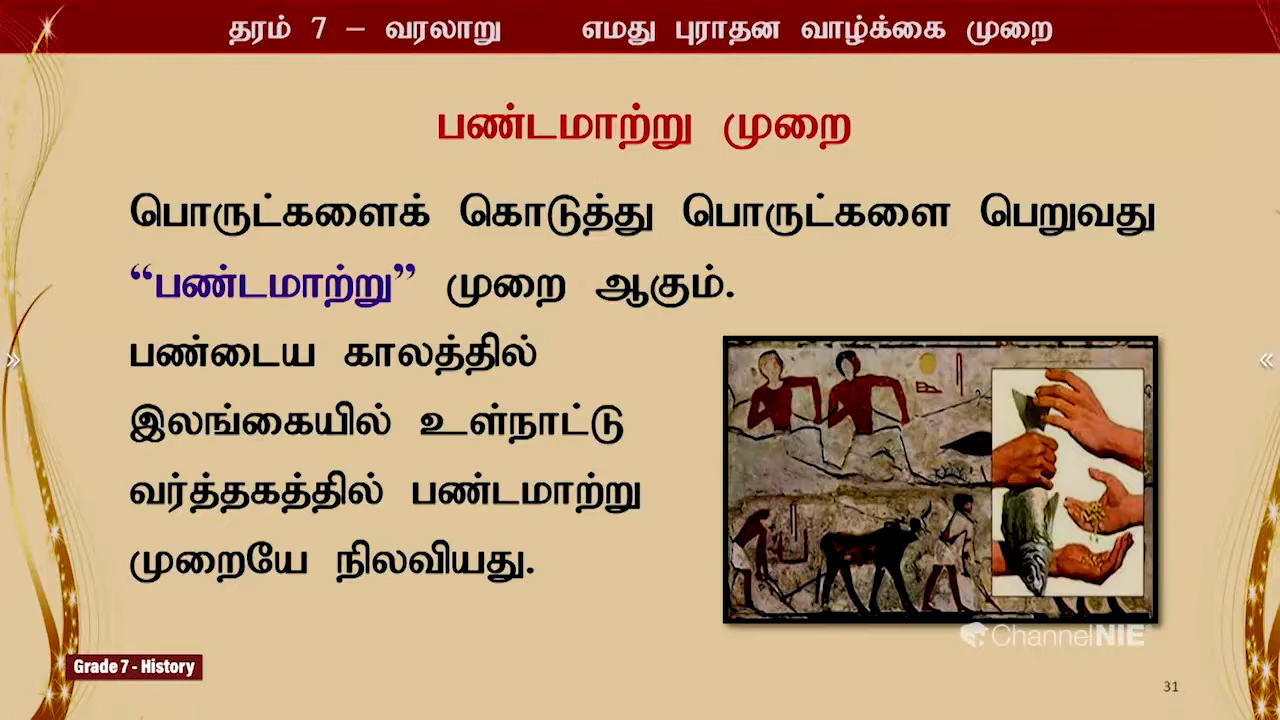 தரம் 7 – வரலாறு எமது புராதன வாழ்க்கை முறை
பண்டமாற்று முறை
பொருட்களைக் கொடுத்து பொருட்களை பெறுவது
“பண்டமாற்று” முறை ஆகும்.
பண்டைய காலத்தில்
இலங்கையில் உள்நாட்டு
வர்த்தகத்தில் பண்டமாற்று
முறையே நிலவியது.
ChannelNIE
Grade 7 - History
31